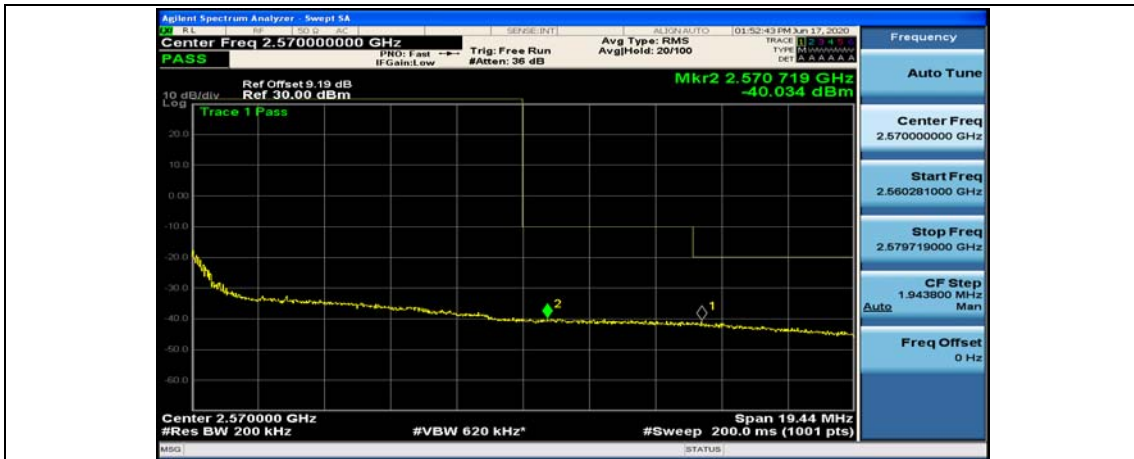 Agilent Spectrum Analyzer - Swept SA
RL RF 50 Ω AC SENSE:INT ALIGN AUTO 01:52:43 PM Jun 17, 2020
Center Freq 2.570000000 GHz
PASS
PNO: Fast
IFGain:Low
Trig: Free Run
#Atten: 36 dB
Avg Type: RMS
Avg|Hold: 20/100
TRACE 1 2 3 4 5 6
TYPE M
DET A A A A A A
Ref Offset 9.19 dB
10 dB/div Ref 30.00 dBm
Log
Mkr2 2.570 719 GHz
-40.034 dBm
Trace 1 Pass
20.0
10.0
0.00
-10.0
-20.0
-30.0
-40.0
-50.0
-60.0
2
1
Center 2.570000 GHz
Span 19.44 MHz
#Res BW 200 kHz
#VBW 620 kHz*
#Sweep 200.0 ms (1001 pts)
MSG
STATUS
Frequency
Auto Tune
Center Freq
2.570000000 GHz
Start Freq
2.560281000 GHz
Stop Freq
2.579719000 GHz
CF Step
1.943800 MHz
Auto Man
Freq Offset
0 Hz